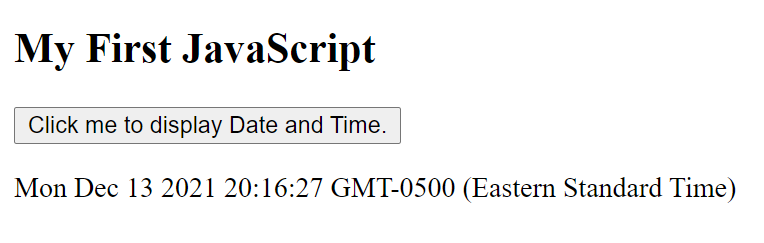 My First JavaScript
Click me to display Date and Time.
Mon Dec 13 2021 20:16:27 GMT-0500 (Eastern Standard Time)